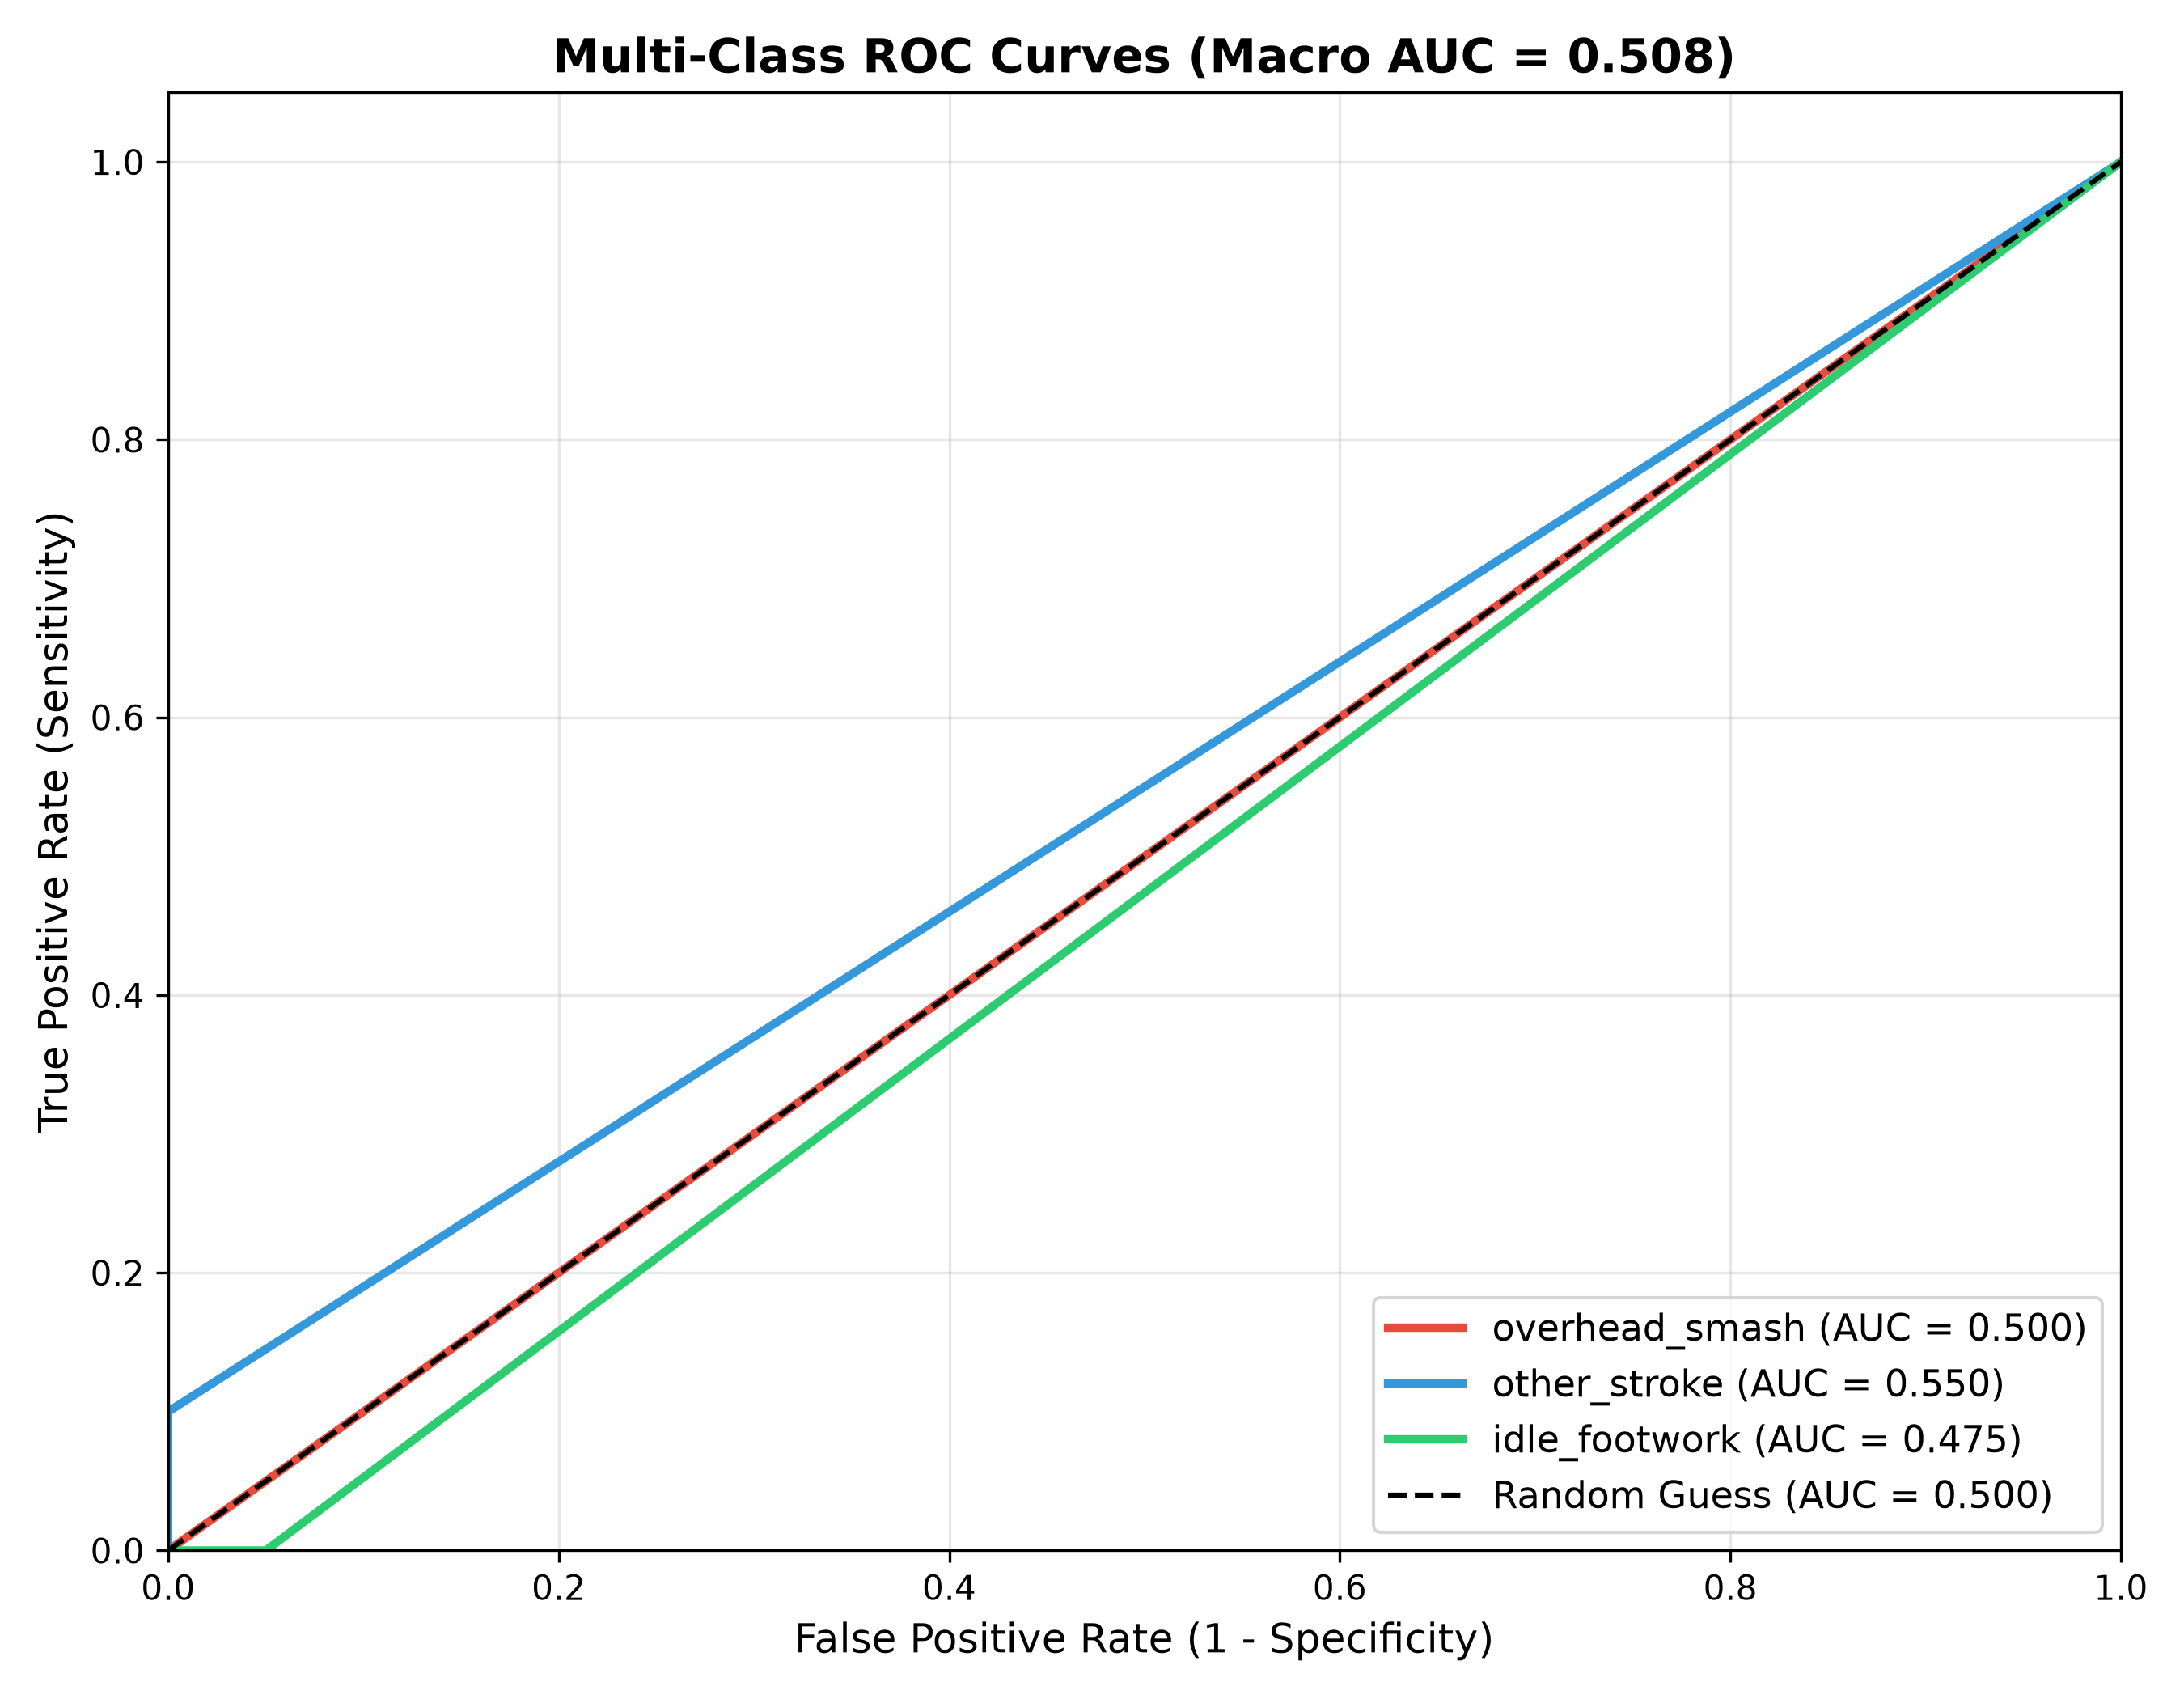 Multi-Class ROC Curves (Macro AUC = 0.508)
True Positive Rate (Sensitivity)
1.0
0.8
0.6
0.4
0.2
0.0
0.0 0.2 0.4 0.6 0.8 1.0
False Positive Rate (1 - Specificity)
overhead_smash (AUC = 0.500)
other_stroke (AUC = 0.550)
idle_footwork (AUC = 0.475)
Random Guess (AUC = 0.500)